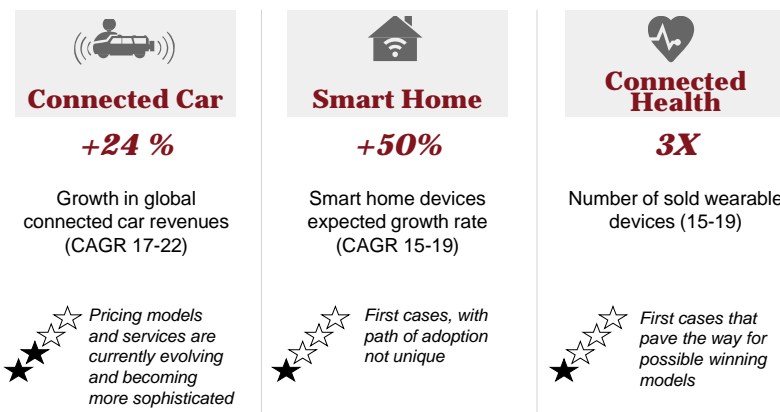 Connected Car
+24 %
Growth in global
connected car revenues
(CAGR 17-22)
Pricing models
and services are
currently evolving
and becoming
more sophisticated
Smart Home
+50%
Smart home devices
expected growth rate
(CAGR 15-19)
First cases, with
path of adoption
not unique
Connected
Health
3X
Number of sold wearable
devices (15-19)
First cases that
pave the way for
possible winning
models